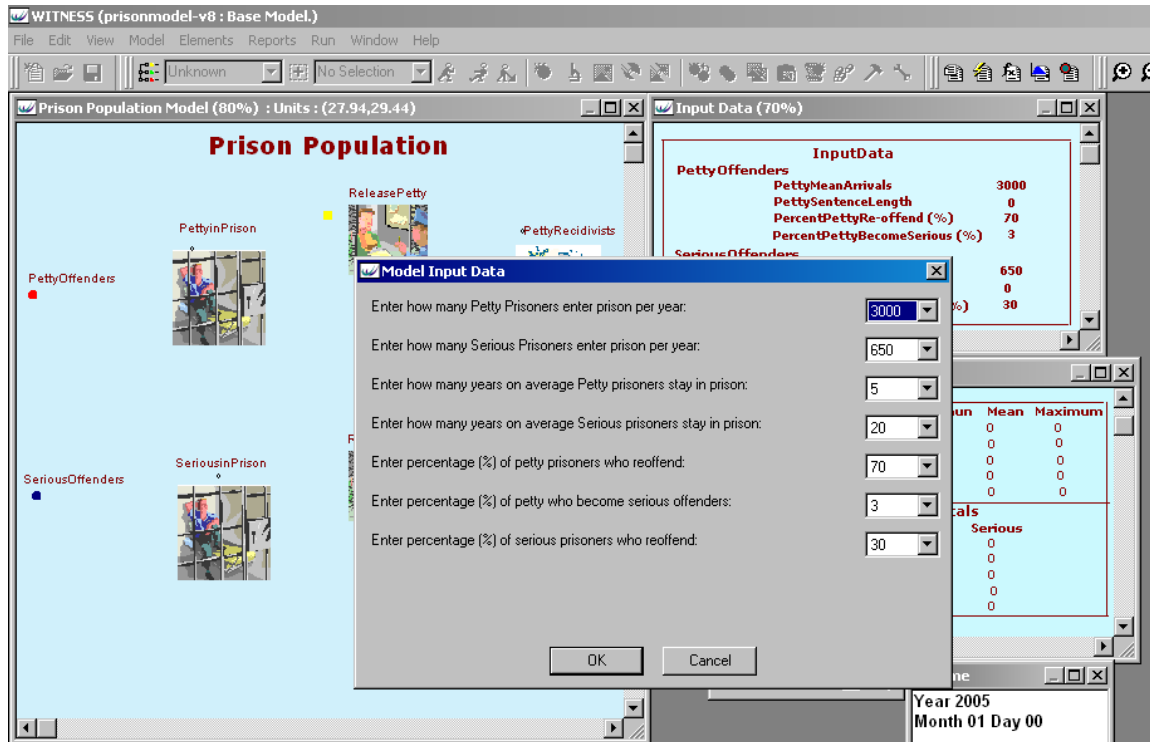 WITNESS (prisonmodel-v8 : Base Model.)
File Edit View Model Elements Reports Run Window Help
Unknown No Selection
Prison Population Model (80%) : Units : (27.94,29.44)
Prison Population
ReleasePetty
PettyinPrison
PettyRecidivists
PettyOffenders
SeriousinPrison
SeriousOffenders
Input Data (70%)
InputData
PettyOffenders
PettyMeanArrivals 3000
PettySentenceLength 0
PercentPettyRe-offend (%) 70
PercentPettyBecomeSerious (%) 3
SeriousOffenders
650
0
%) 30
Model Input Data
Enter how many Petty Prisoners enter prison per year: 3000
Enter how many Serious Prisoners enter prison per year: 650
Enter how many years on average Petty prisoners stay in prison: 5
Enter how many years on average Serious prisoners stay in prison: 20
Enter percentage (%) of petty prisoners who reoffend: 70
Enter percentage (%) of petty who become serious offenders: 3
Enter percentage (%) of serious prisoners who reoffend: 30
OK Cancel
Mean Maximum
0 0
0 0
0 0
0 0
0 0
Serious
0
0
0
0
0
Year 2005
Month 01 Day 00